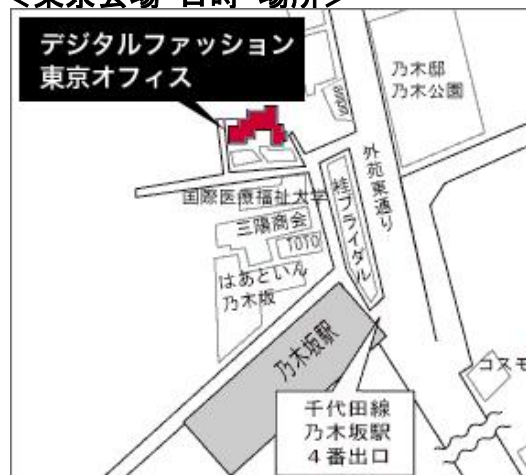 <東京会場 日時・場所>
デジタルファッション
東京オフィス
乃木邸
乃木公園
外苑東通り
国際医療福祉大学
桂ブライダル
三陽商会
TOTO
はあといん
乃木坂
乃木坂駅
コスモ
千代田線
乃木坂駅
4番出口